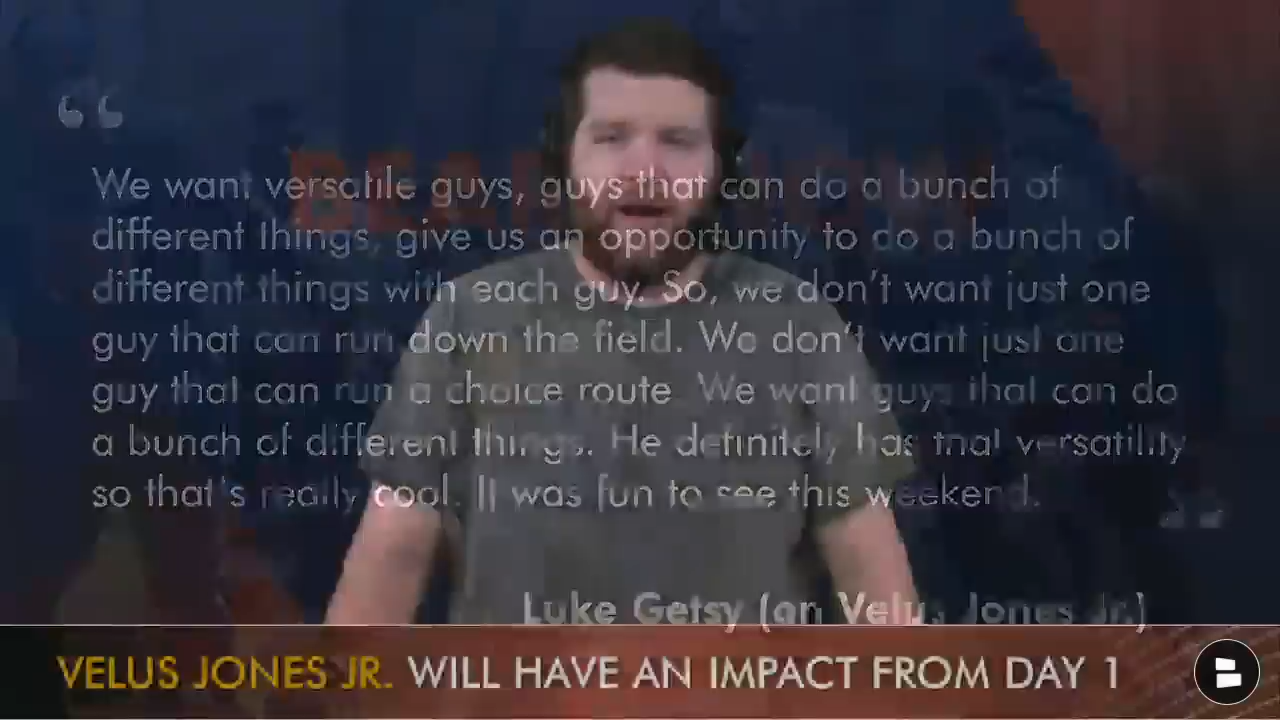 “
We want versatile guys, guys that can do a bunch of
different things, give us an opportunity to do a bunch of
different things with each guy. So, we don't want just one
guy that can run down the field. We don't want just one
guy that can run a choice route. We want guys that can do
a bunch of different things. He definitely has that versatility
so that's really cool. It was fun to see this weekend.
”
Luke Getsy (on Velus Jones Jr.)
VELUS JONES JR. WILL HAVE AN IMPACT FROM DAY 1